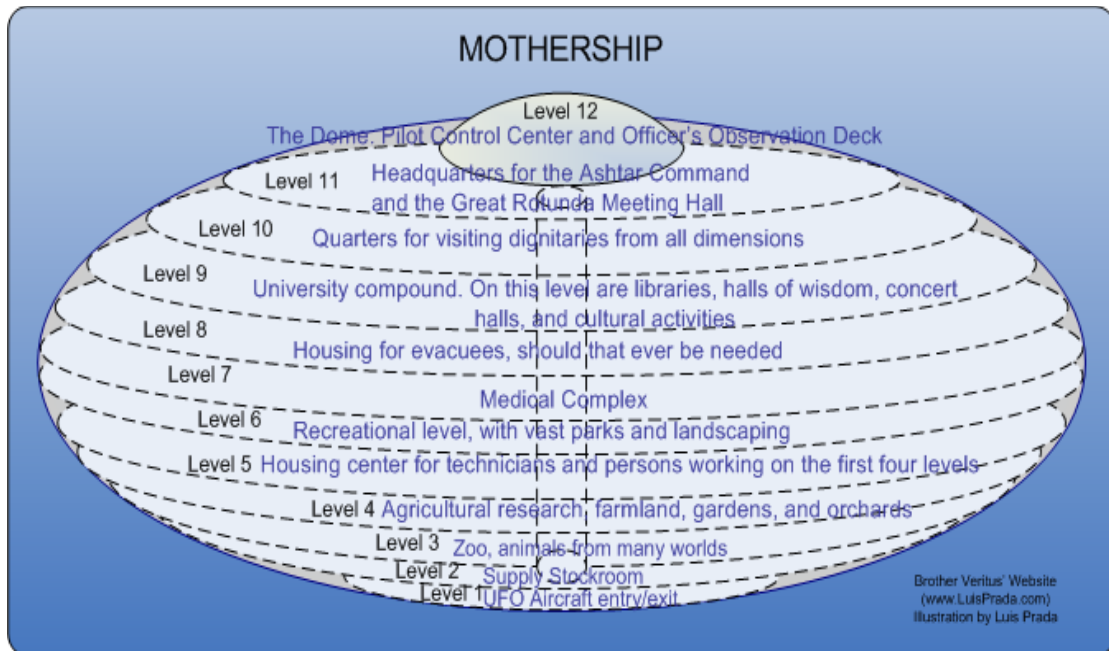 MOTHERSHIP
Level 12
The Dome. Pilot Control Center and Officer's Observation Deck
Level 11
Headquarters for the Ashtar Command
and the Great Rotunda Meeting Hall
Level 10
Quarters for visiting dignitaries from all dimensions
Level 9
University compound. On this level are libraries, halls of wisdom, concert
halls, and cultural activities
Level 8
Housing for evacuees, should that ever be needed
Level 7
Medical Complex
Level 6
Recreational level, with vast parks and landscaping
Level 5 Housing center for technicians and persons working on the first four levels
Level 4 Agricultural research, farmland, gardens, and orchards
Level 3 Zoo, animals from many worlds
Level 2 Supply Stockroom
Level 1 UFO Aircraft entry/exit
Brother Veritus' Website
(www.LuisPrada.com)
Illustration by Luis Prada